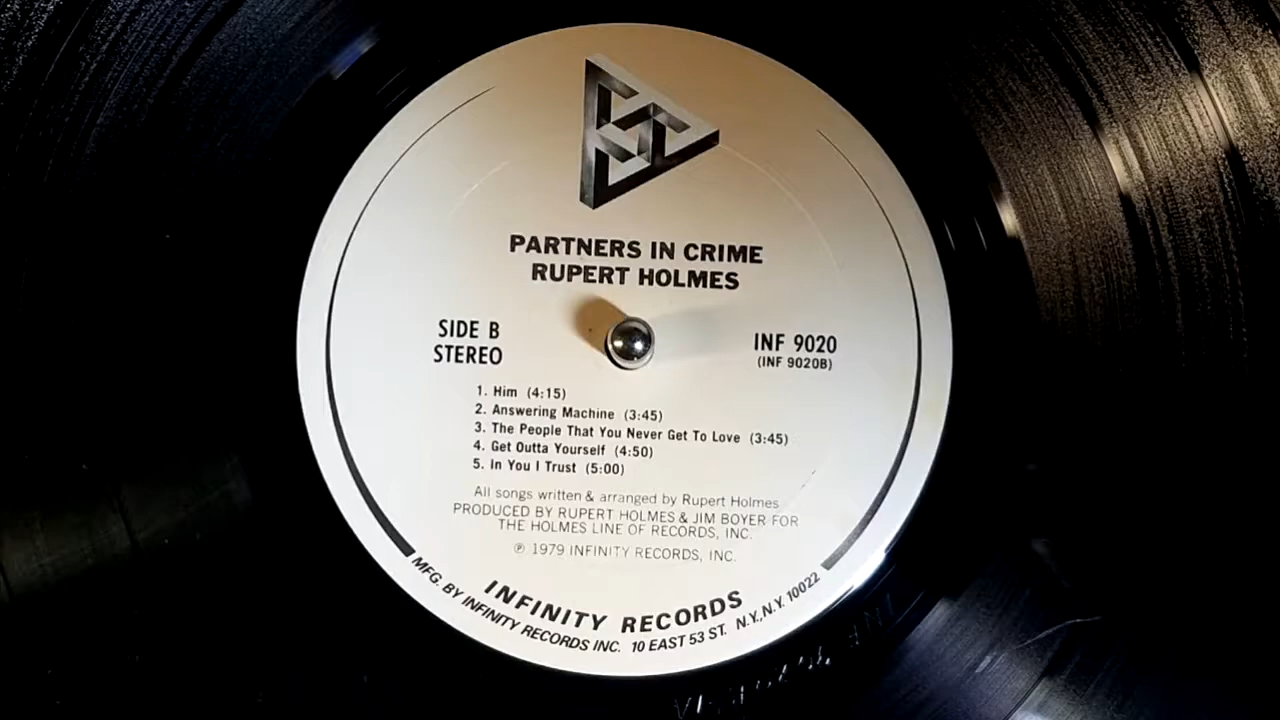 PARTNERS IN CRIME
RUPERT HOLMES
SIDE B
STEREO
INF 9020
(INF 9020B)
1. Him (4:15)
2. Answering Machine (3:45)
3. The People That You Never Get To Love (3:45)
4. Get Outta Yourself (4:50)
5. In You I Trust (5:00)
All songs written & arranged by Rupert Holmes
PRODUCED BY RUPERT HOLMES & JIM BOYER FOR
THE HOLMES LINE OF RECORDS, INC.
℗ 1979 INFINITY RECORDS, INC.
INFINITY RECORDS
MFG. BY INFINITY RECORDS INC. 10 EAST 53 ST. N.Y., N.Y. 10022